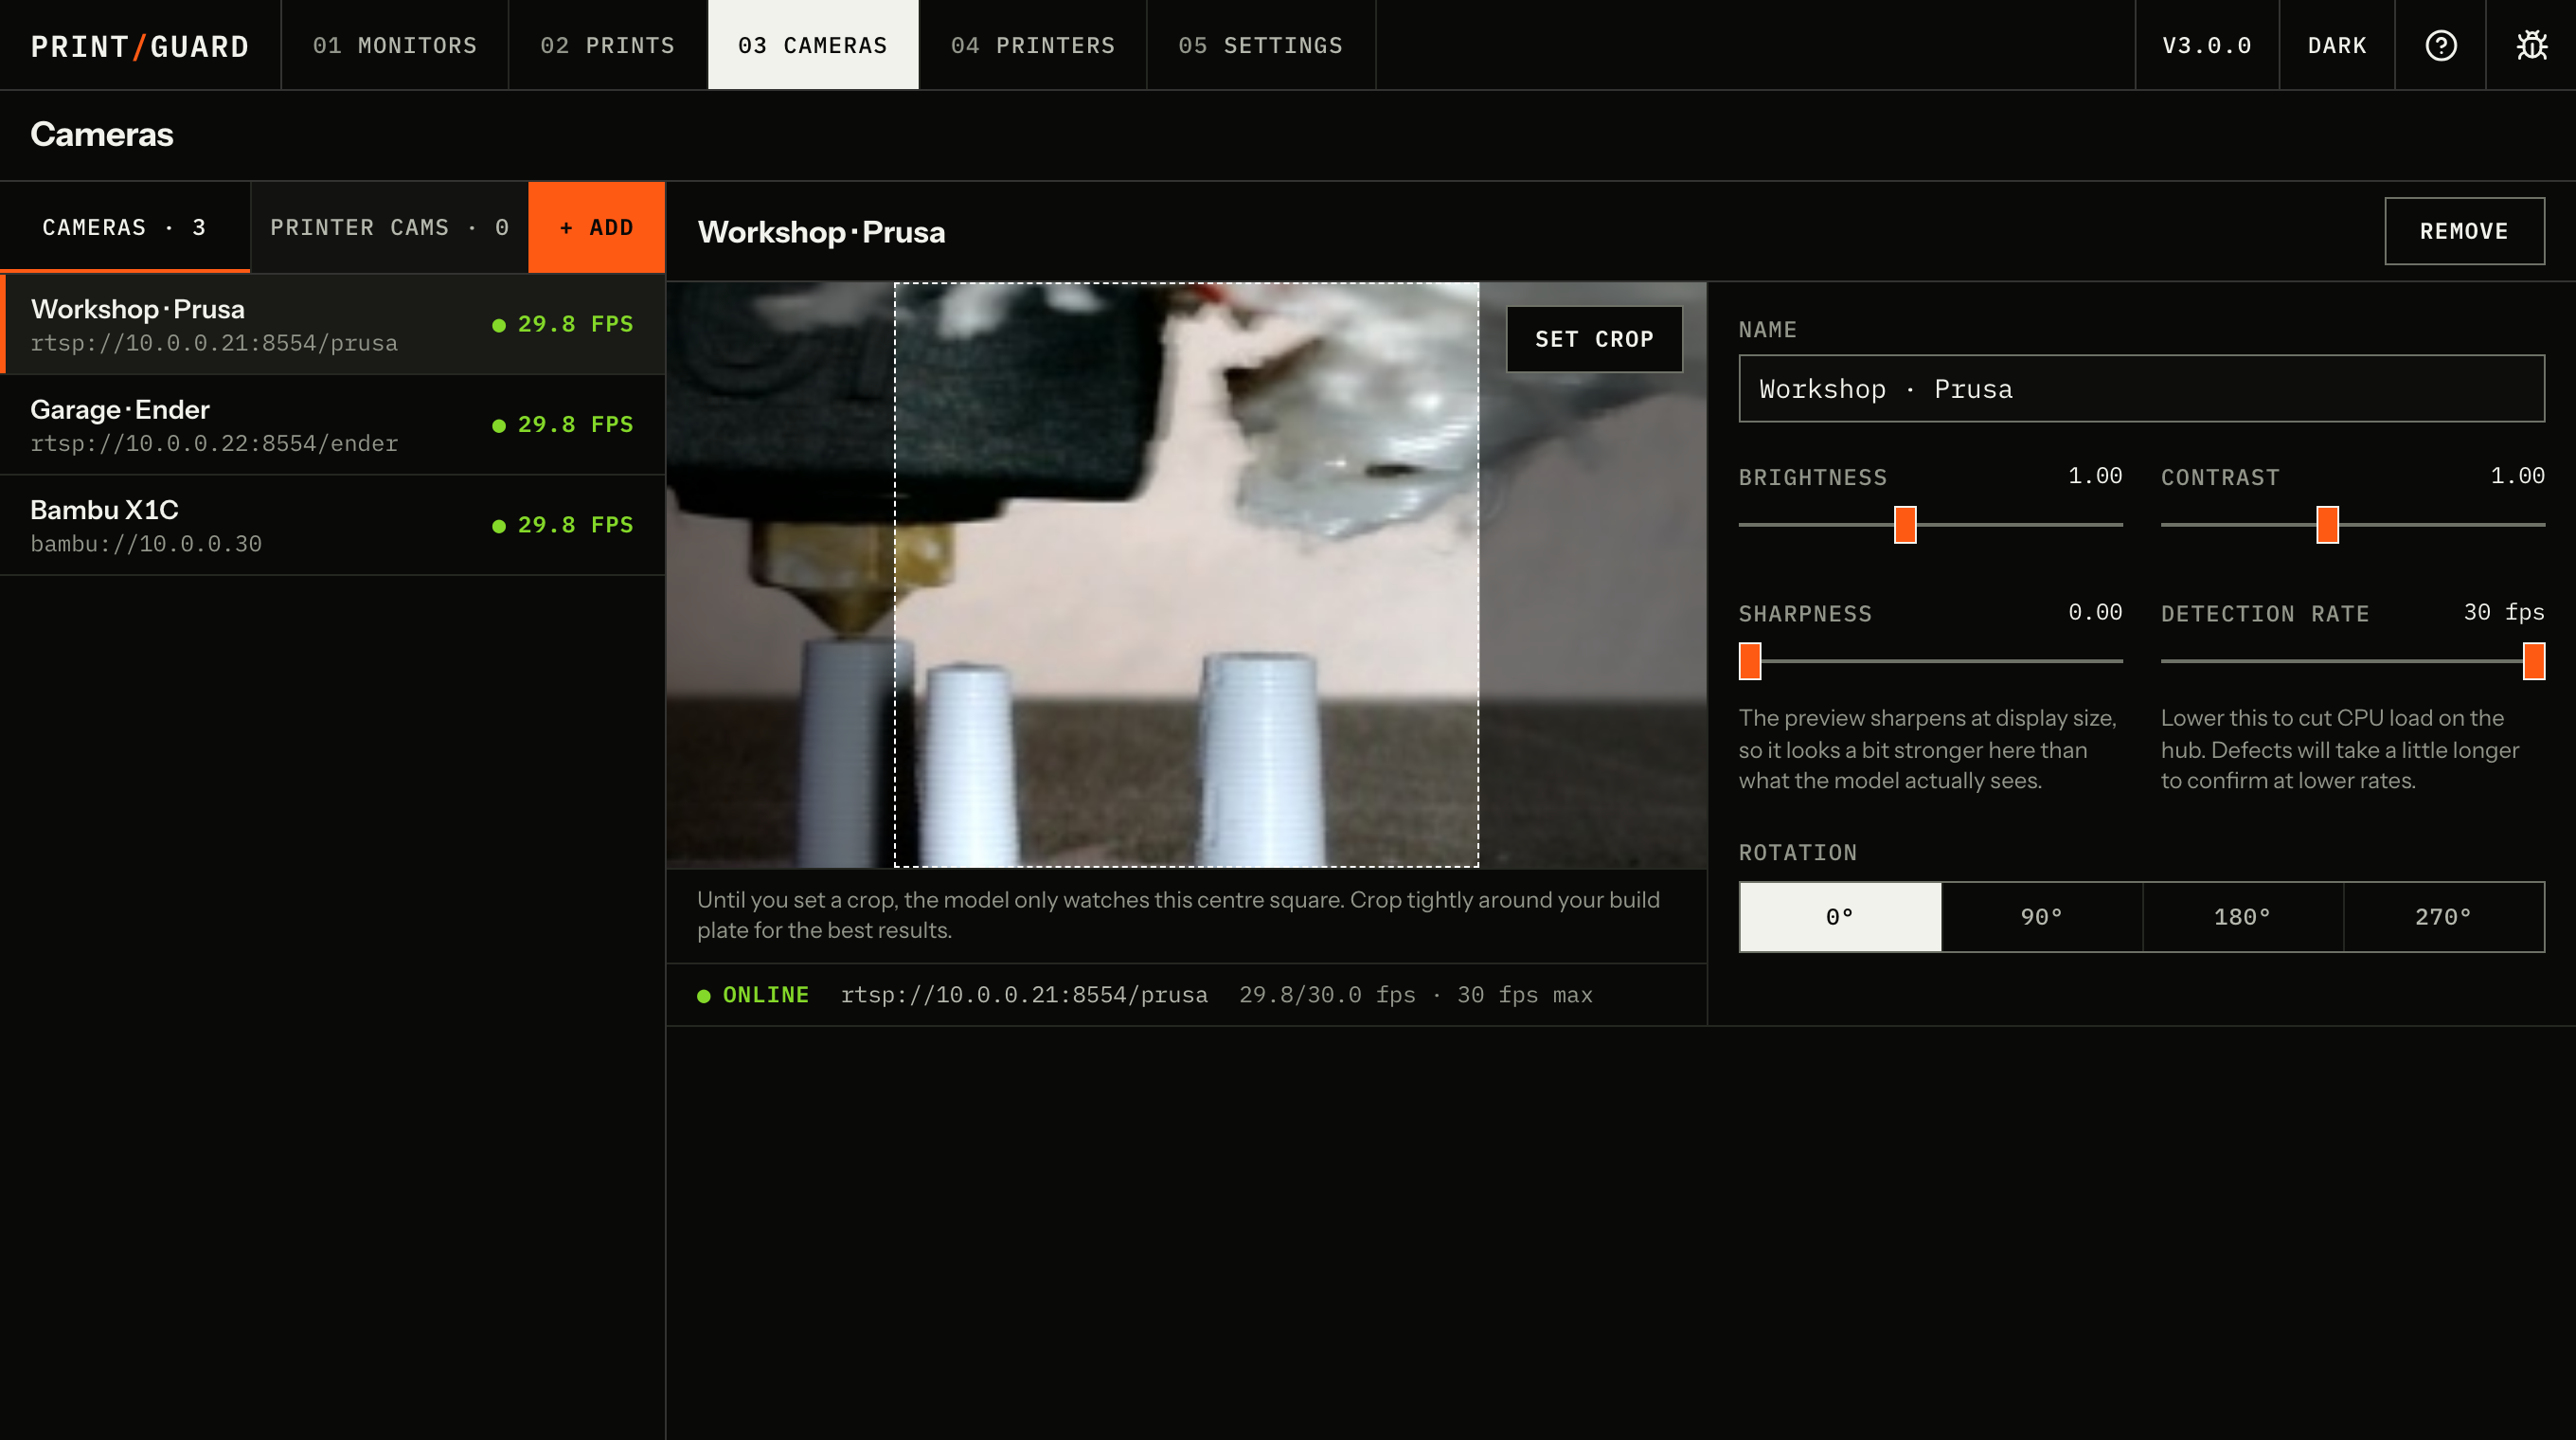 PRINT/GUARD
01 MONITORS
02 PRINTS
03 CAMERAS
04 PRINTERS
05 SETTINGS
V3.0.0
DARK
Cameras
CAMERAS · 3
PRINTER CAMS · 0
+ ADD
Workshop · Prusa
rtsp://10.0.0.21:8554/prusa
29.8 FPS
Garage · Ender
rtsp://10.0.0.22:8554/ender
29.8 FPS
Bambu X1C
bambu://10.0.0.30
29.8 FPS
Workshop · Prusa
REMOVE
SET CROP
Until you set a crop, the model only watches this centre square. Crop tightly around your build
plate for the best results.
ONLINE rtsp://10.0.0.21:8554/prusa 29.8/30.0 fps · 30 fps max
NAME
Workshop · Prusa
BRIGHTNESS 1.00
CONTRAST 1.00
SHARPNESS 0.00
The preview sharpens at display size,
so it looks a bit stronger here than
what the model actually sees.
DETECTION RATE 30 fps
Lower this to cut CPU load on the
hub. Defects will take a little longer
to confirm at lower rates.
ROTATION
0° 90° 180° 270°